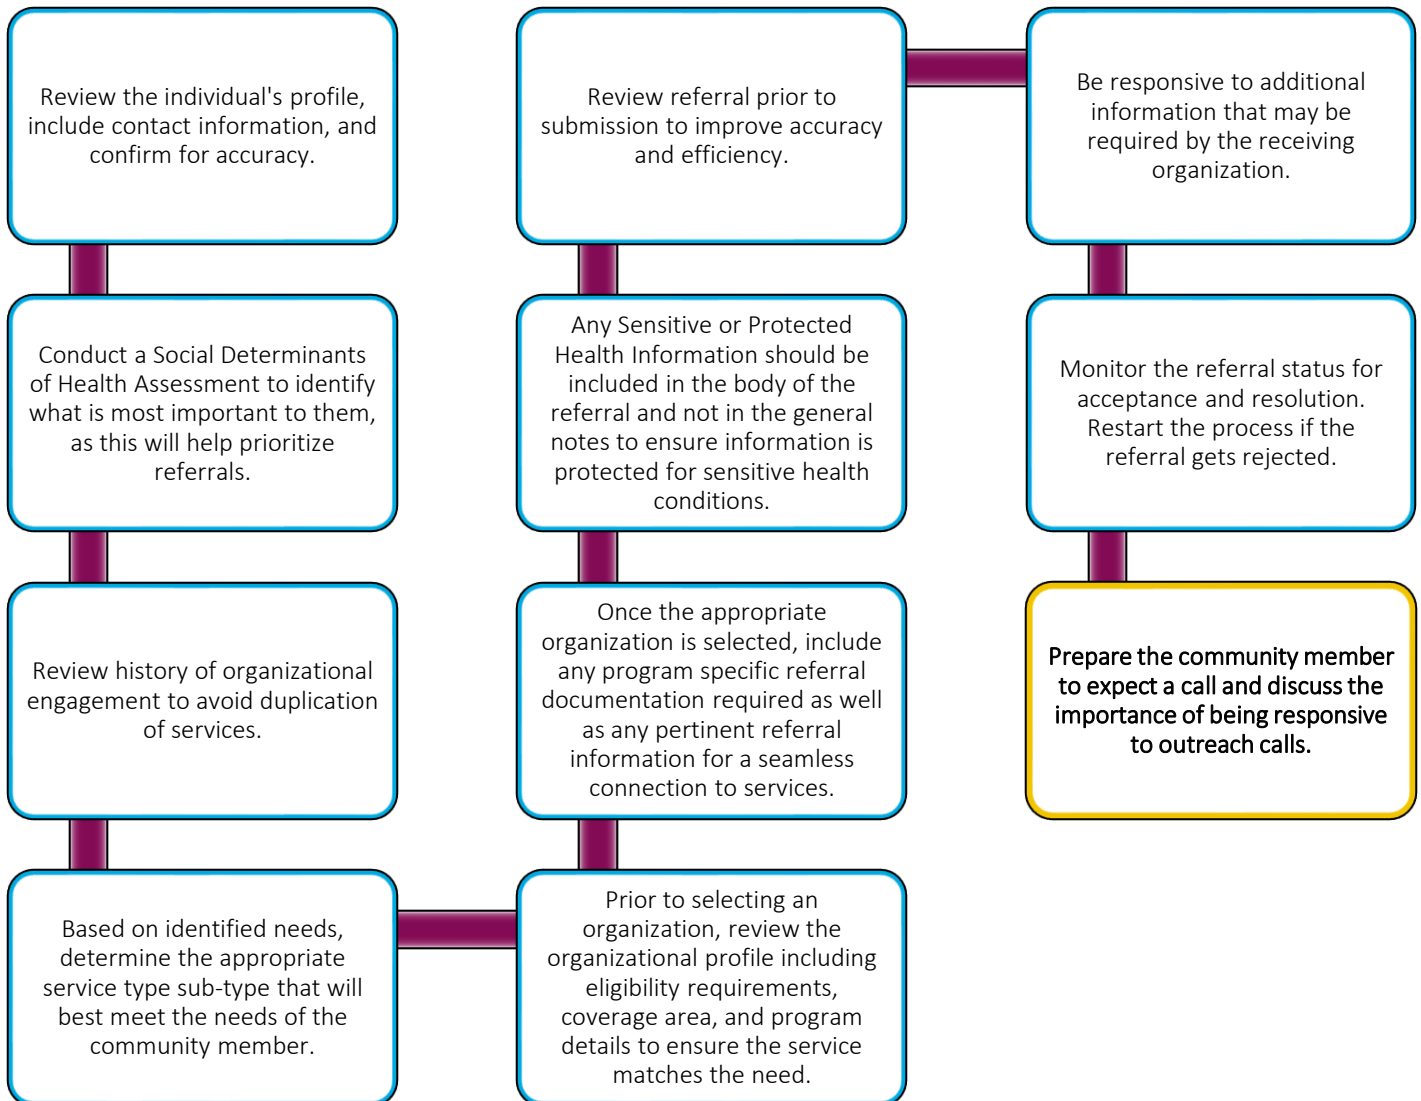 Review the individual's profile,
include contact information, and
confirm for accuracy.
Conduct a Social Determinants
of Health Assessment to identify
what is most important to them,
as this will help prioritize
referrals.
Review history of organizational
engagement to avoid duplication
of services.
Based on identified needs,
determine the appropriate
service type sub-type that will
best meet the needs of the
community member.
Prior to selecting an
organization, review the
organizational profile including
eligibility requirements,
coverage area, and program
details to ensure the service
matches the need.
Once the appropriate
organization is selected, include
any program specific referral
documentation required as well
as any pertinent referral
information for a seamless
connection to services.
Any Sensitive or Protected
Health Information should be
included in the body of the
referral and not in the general
notes to ensure information is
protected for sensitive health
conditions.
Review referral prior to
submission to improve accuracy
and efficiency.
Be responsive to additional
information that may be
required by the receiving
organization.
Monitor the referral status for
acceptance and resolution.
Restart the process if the
referral gets rejected.
Prepare the community member
to expect a call and discuss the
importance of being responsive
to outreach calls.